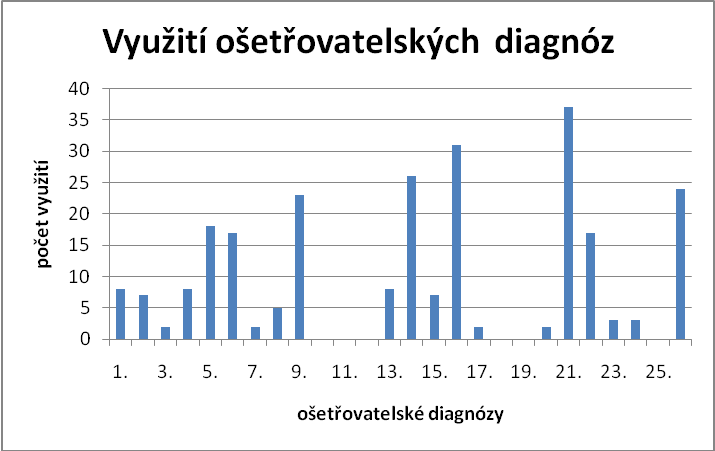 Využití ošetřovatelských diagnóz
40
35
30
25
20
15
10
5
0
počet využití
1. 3. 5. 7. 9. 11. 13. 15. 17. 19. 21. 23. 25.
ošetřovatelské diagnózy